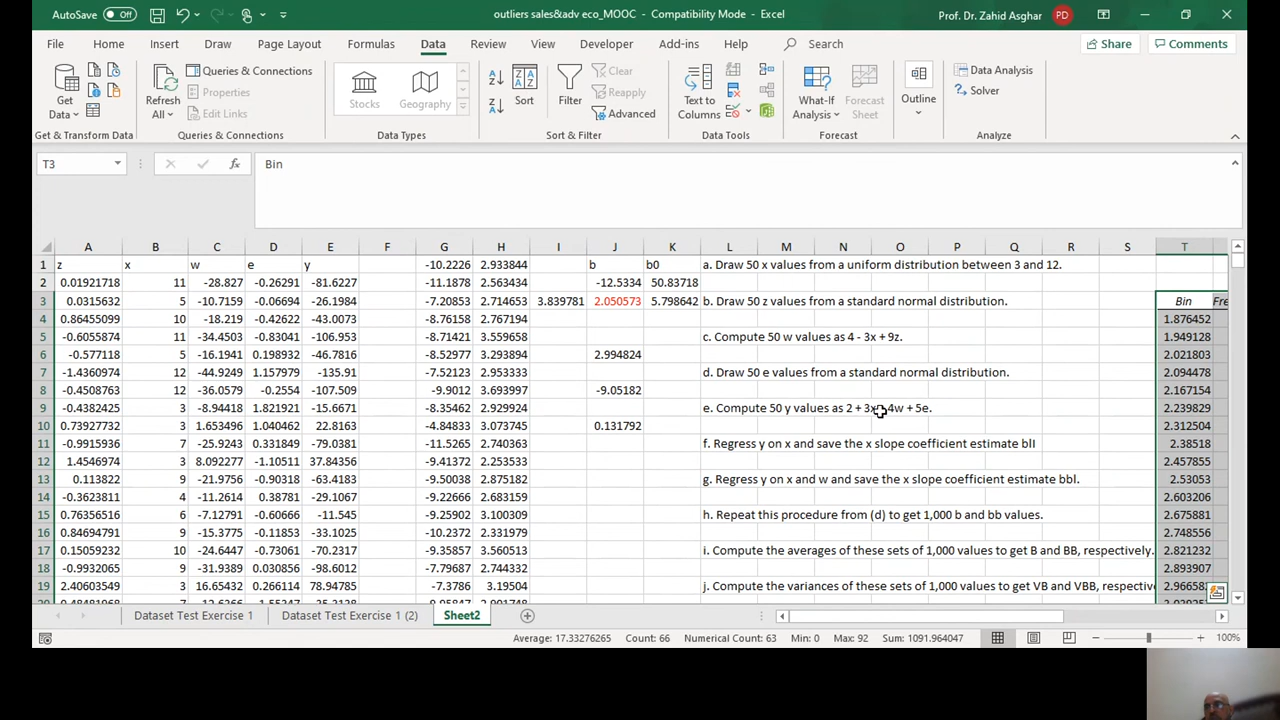 AutoSave Off outliers sales&adv eco_MOOC - Compatibility Mode - Excel Prof. Dr. Zahid Asghar PD
File Home Insert Draw Page Layout Formulas Data Review View Developer Add-ins Help Search Share Comments
Get Data
Refresh All
Queries & Connections
Properties
Edit Links
Stocks
Geography
Sort
Filter
Clear
Reapply
Advanced
Text to Columns
What-If Analysis
Forecast Sheet
Outline
Data Analysis
Solver
Get & Transform Data Queries & Connections Data Types Sort & Filter Data Tools Forecast Analyze
T3 fx Bin
A B C D E F G H I J K L M N O P Q R S T
1 z x w e y -10.2226 2.933844 b b0 a. Draw 50 x values from a uniform distribution between 3 and 12.
2 0.01921718 11 -28.827 -0.26291 -81.6227 -11.1878 2.563434 -12.5334 50.83718
3 0.0315632 5 -10.7159 -0.06694 -26.1984 -7.20853 2.714653 3.839781 2.050573 5.798642 b. Draw 50 z values from a standard normal distribution. Bin Fre
4 0.86455099 10 -18.219 -0.42622 -43.0073 -8.76158 2.767194 1.876452
5 -0.6055874 11 -34.4503 -0.83041 -106.953 -8.71421 3.559658 c. Compute 50 w values as 4 - 3x + 9z. 1.949128
6 -0.577118 5 -16.1941 0.198932 -46.7816 -8.52977 3.293894 2.994824 2.021803
7 -1.4360974 12 -44.9249 1.157979 -135.91 -7.52123 2.953333 d. Draw 50 e values from a standard normal distribution. 2.094478
8 -0.4508763 12 -36.0579 -0.2554 -107.509 -9.9012 3.693997 -9.05182 2.167154
9 -0.4382425 3 -8.94418 1.821921 -15.6671 -8.35462 2.929924 e. Compute 50 y values as 2 + 3x 4w + 5e. 2.239829
10 0.73927732 3 1.653496 1.040462 22.8163 -4.84833 3.073745 0.131792 2.312504
11 -0.9915936 7 -25.9243 0.331849 -79.0381 -11.5265 2.740363 f. Regress y on x and save the x slope coefficient estimate bII 2.38518
12 1.4546974 3 8.092277 -1.10511 37.84356 -9.41372 2.253533 2.457855
13 0.113822 9 -21.9756 -0.90318 -63.4183 -9.50038 2.875182 g. Regress y on x and w and save the x slope coefficient estimate bbl. 2.53053
14 -0.3623811 4 -11.2614 0.38781 -29.1067 -9.22666 2.683159 2.603206
15 0.76356516 6 -7.12791 -0.60666 -11.545 -9.25902 3.100309 h. Repeat this procedure from (d) to get 1,000 b and bb values. 2.675881
16 0.84694791 9 -15.3775 -0.11853 -33.1025 -9.10358 2.331979 2.748556
17 0.15059232 10 -24.6447 -0.73061 -70.2317 -9.35857 3.560513 i. Compute the averages of these sets of 1,000 values to get B and BB, respectively. 2.821232
18 -0.9932065 9 -31.9389 0.030856 -98.6012 -7.79687 2.744332 2.893907
19 2.40603549 3 16.65432 0.266114 78.94785 -7.3786 3.19504 j. Compute the variances of these sets of 1,000 values to get VB and VBB, respective 2.96658
Dataset Test Exercise 1 Dataset Test Exercise 1 (2) Sheet2
Average: 17.33276265 Count: 66 Numerical Count: 63 Min: 0 Max: 92 Sum: 1091.964047 100%